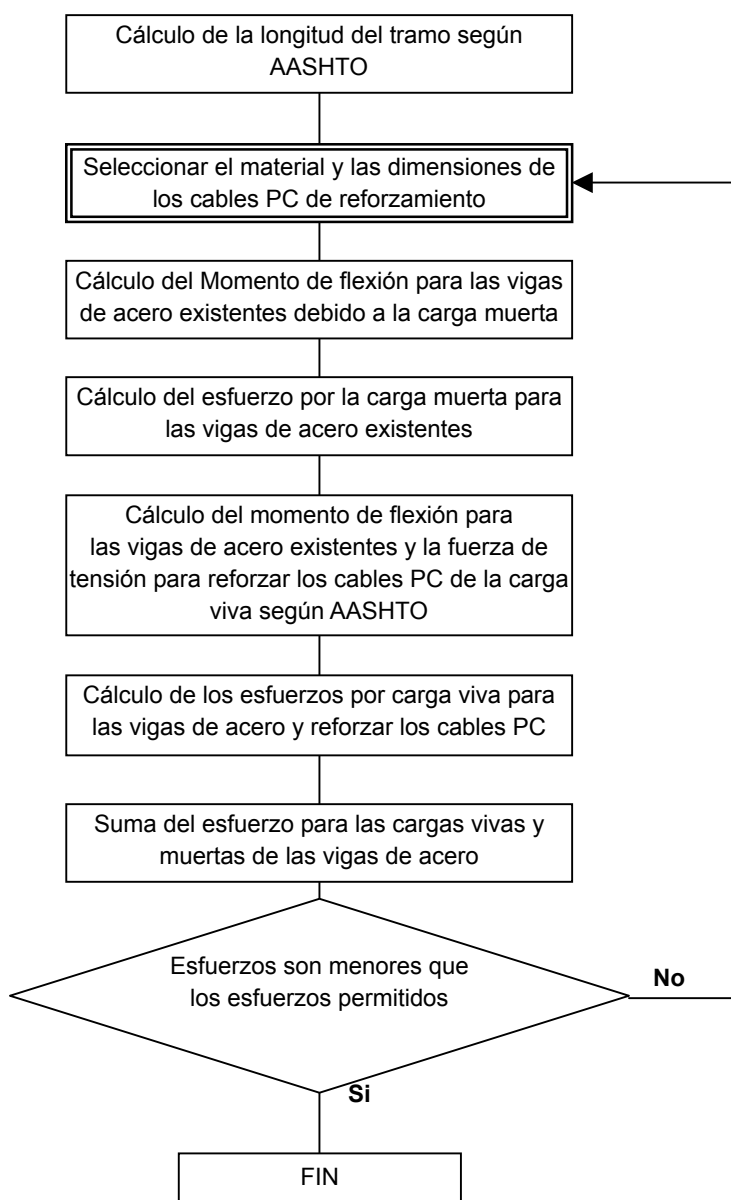 Cálculo de la longitud del tramo según
AASHTO
Seleccionar el material y las dimensiones de
los cables PC de reforzamiento
Cálculo del Momento de flexión para las vigas
de acero existentes debido a la carga muerta
Cálculo del esfuerzo por la carga muerta para
las vigas de acero existentes
Cálculo del momento de flexión para
las vigas de acero existentes y la fuerza de
tensión para reforzar los cables PC de la carga
viva según AASHTO
Cálculo de los esfuerzos por carga viva para
las vigas de acero y reforzar los cables PC
Suma del esfuerzo para las cargas vivas y
muertas de las vigas de acero
Esfuerzos son menores que
los esfuerzos permitidos
No
Si
FIN